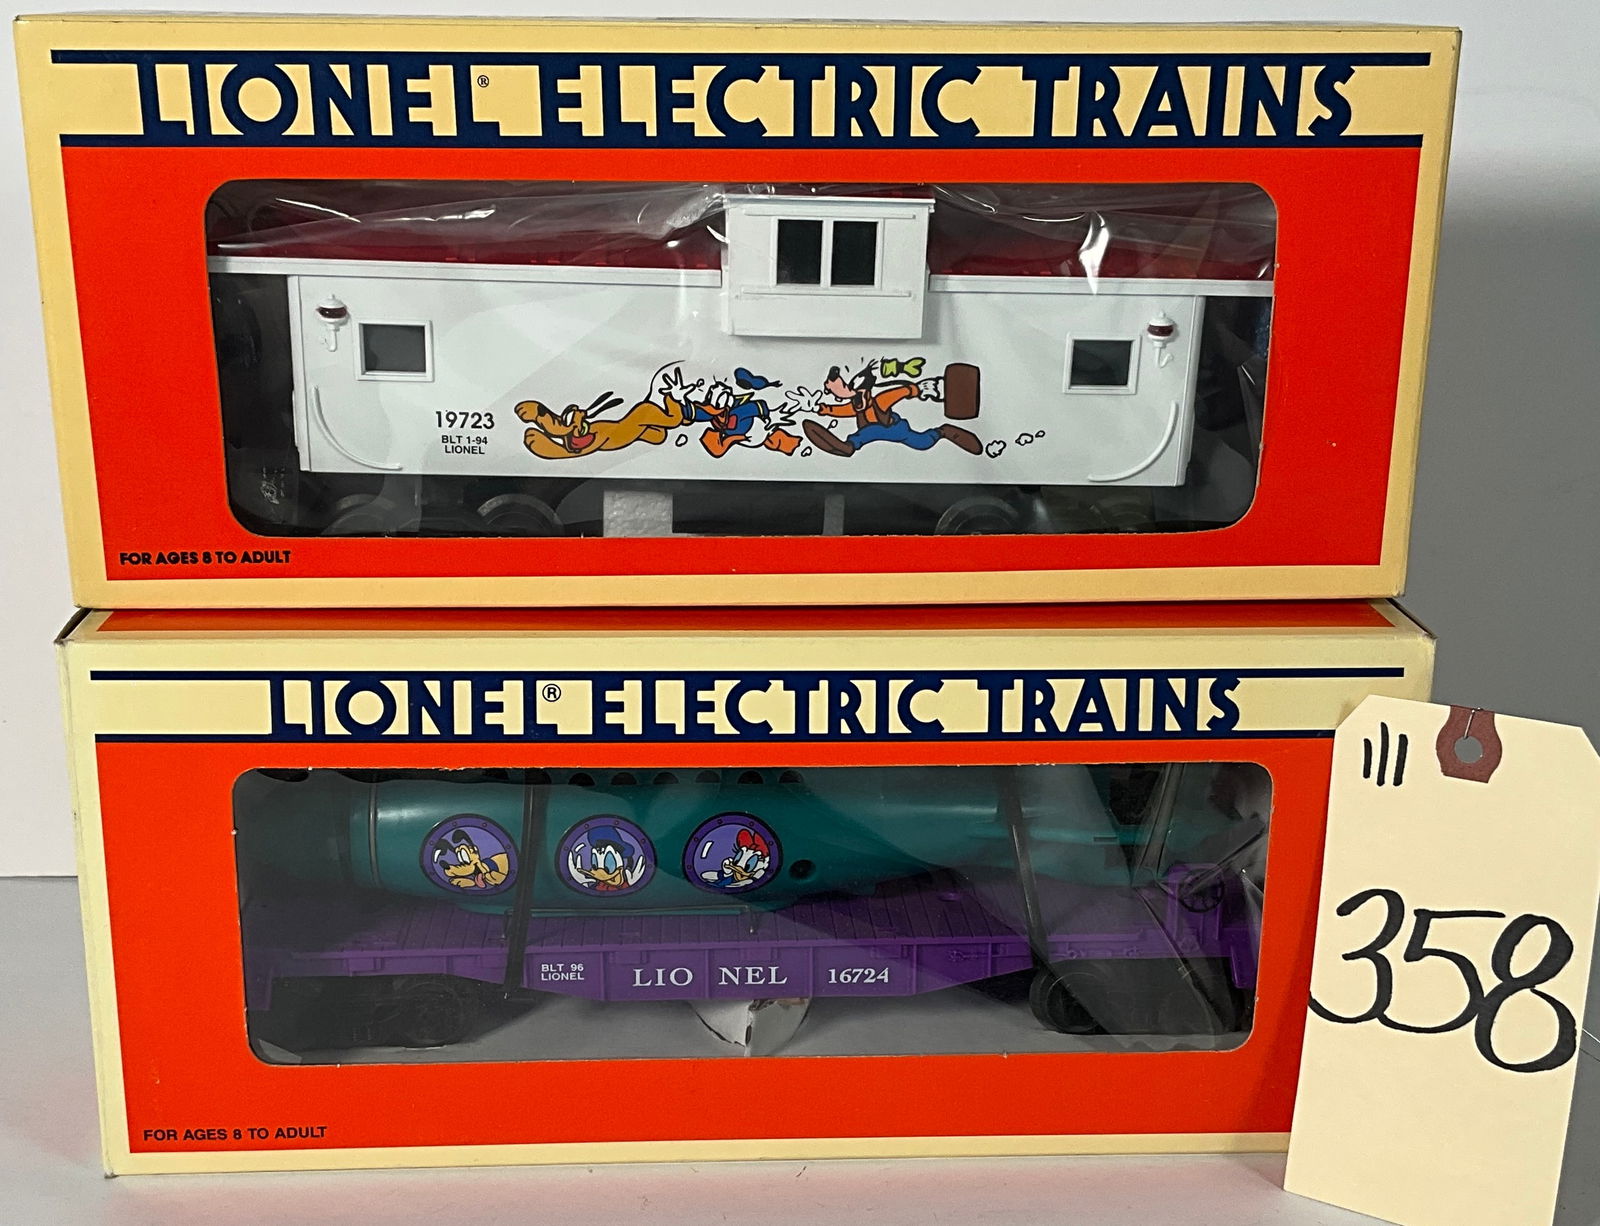 LIONEL® ELECTRIC TRAINS
19723
BLT 1-94
LIONEL
FOR AGES 8 TO ADULT
LIONEL® ELECTRIC TRAINS
BLT 96
LIONEL
LIO NEL 16724
FOR AGES 8 TO ADULT
358